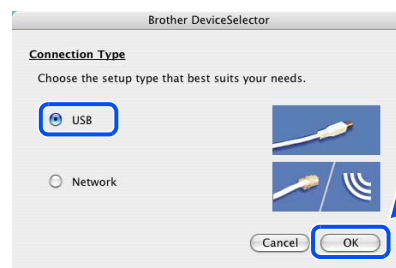 Brother DeviceSelector
Connection Type
Choose the setup type that best suits your needs.
USB
Network
Cancel OK